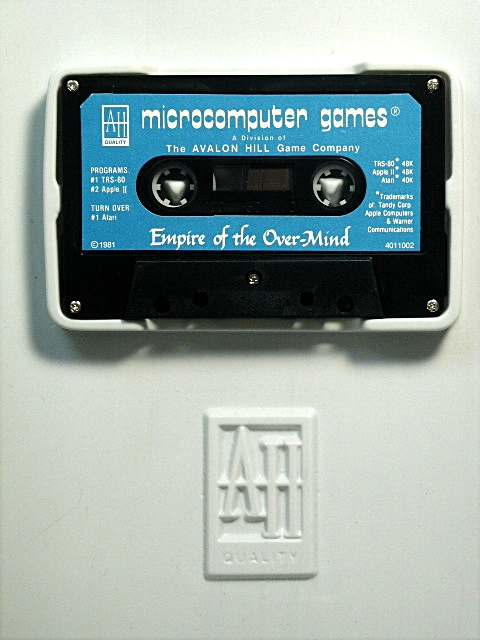 AH
QUALITY
microcomputer games®
A Division of
The AVALON HILL Game Company
PROGRAMS:
#1 TRS-80
#2 Apple ][
TURN OVER
#1 Atari
TRS-80* 48K
Apple II* 48K
Atari* 40K
*Trademarks
of: Tandy Corp
Apple Computers
& Warner
Communications
©1981
Empire of the Over-Mind
4011002
AH
QUALITY